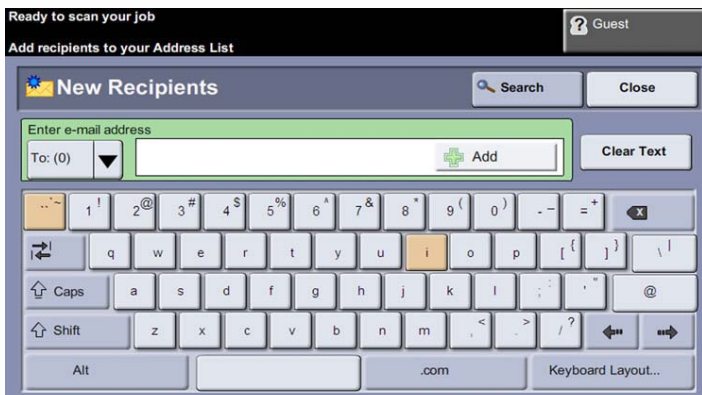 Ready to scan your job
Guest
Add recipients to your Address List
New Recipients
Search
Close
Enter e-mail address
To: (0)
Add
Clear Text
..`~ 1! 2@ 3# 4$ 5% 6^ 7& 8* 9( 0) .- =+ x
q w e r t y u i o p [{ ]} \|
Caps a s d f g h j k l ;: '" @
Shift z x c v b n m ,< .> /?
Alt .com Keyboard Layout...